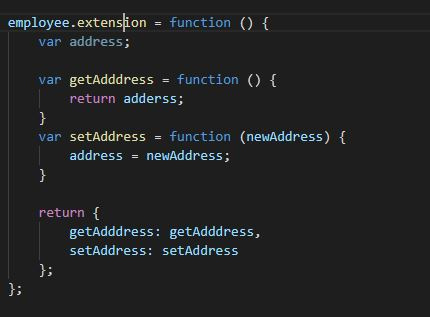 employee.extension = function () {
    var address;
    var getAdddress = function () {
        return adderss;
    }
    var setAddress = function (newAddress) {
        address = newAddress;
    }
    return {
        getAdddress: getAdddress,
        setAddress: setAddress
    };
};